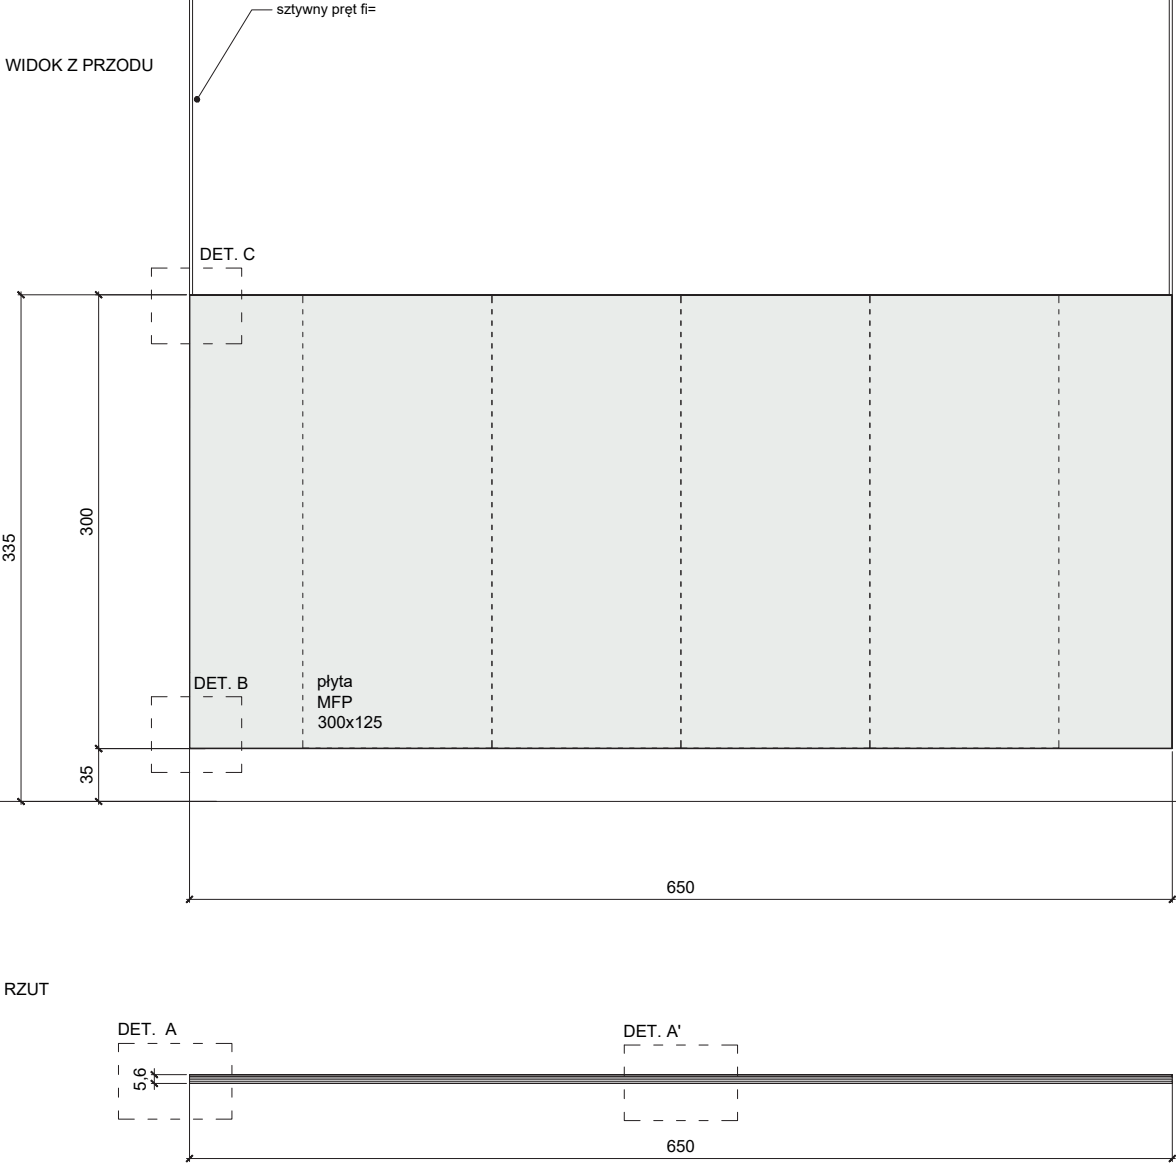 sztywny pręt fi=
WIDOK Z PRZODU
DET. C
335
300
DET. B
płyta
MFP
300x125
35
650
RZUT
DET. A
DET. A'
5,6
650